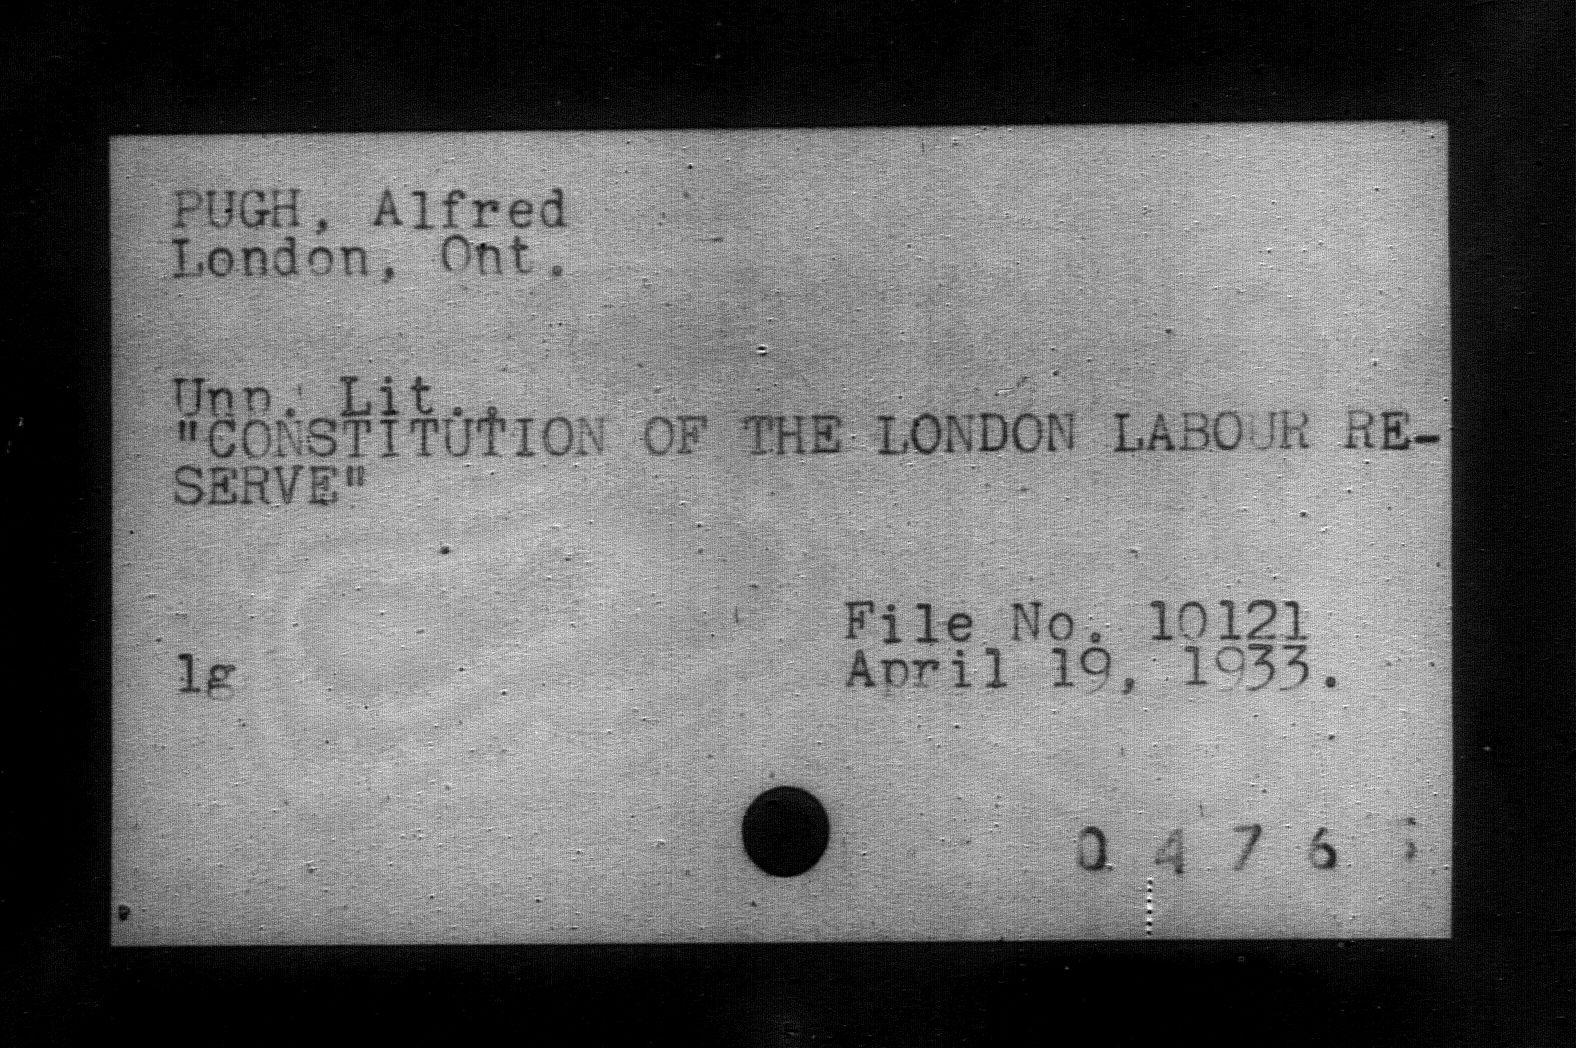 PUGH, Alfred
London, Ont.
Unp. Lit..
"CONSTITUTION OF THE LONDON LABOUR RE-
SERVE"
File No. 10121
lg April 19, 1933.
0 4 7 6